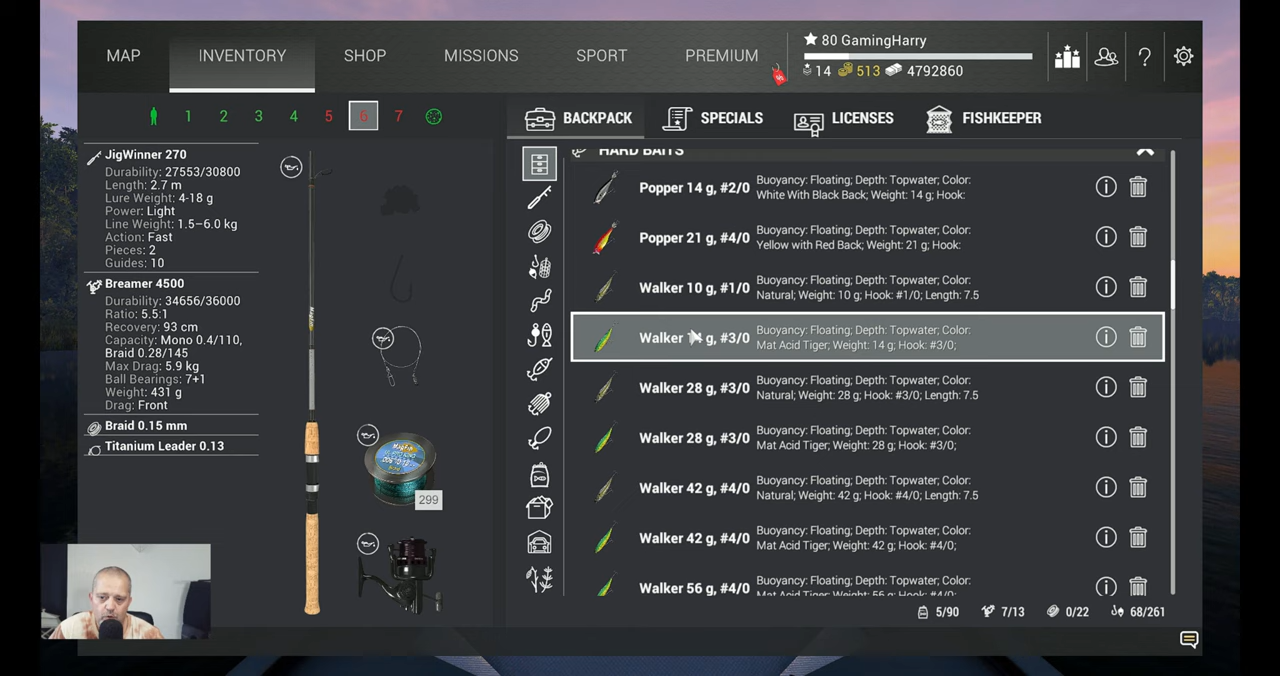 MAP
INVENTORY
SHOP
MISSIONS
SPORT
PREMIUM
80 GamingHarry
14 513 4792860
1 2 3 4 5 6 7
BACKPACK
SPECIALS
LICENSES
FISHKEEPER
JigWinner 270
Durability: 27553/30800
Length: 2.7 m
Lure Weight: 4-18 g
Power: Light
Line Weight: 1.5–6.0 kg
Action: Fast
Pieces: 2
Guides: 10
Breamer 4500
Durability: 34656/36000
Ratio: 5.5:1
Recovery: 93 cm
Capacity: Mono 0.4/110,
Braid 0.28/145
Max Drag: 5.9 kg
Ball Bearings: 7+1
Weight: 431 g
Drag: Front
Braid 0.15 mm
Titanium Leader 0.13
299
HARD BAITS
Popper 14 g, #2/0
Buoyancy: Floating; Depth: Topwater; Color:
White With Black Back; Weight: 14 g; Hook:
Popper 21 g, #4/0
Buoyancy: Floating; Depth: Topwater; Color:
Yellow with Red Back; Weight: 21 g; Hook:
Walker 10 g, #1/0
Buoyancy: Floating; Depth: Topwater; Color:
Natural; Weight: 10 g; Hook: #1/0; Length: 7.5
Walker g, #3/0
Buoyancy: Floating; Depth: Topwater; Color:
Mat Acid Tiger; Weight: 14 g; Hook: #3/0;
Walker 28 g, #3/0
Buoyancy: Floating; Depth: Topwater; Color:
Natural; Weight: 28 g; Hook: #3/0; Length: 7.5
Walker 28 g, #3/0
Buoyancy: Floating; Depth: Topwater; Color:
Mat Acid Tiger; Weight: 28 g; Hook: #3/0;
Walker 42 g, #4/0
Buoyancy: Floating; Depth: Topwater; Color:
Natural; Weight: 42 g; Hook: #4/0; Length: 7.5
Walker 42 g, #4/0
Buoyancy: Floating; Depth: Topwater; Color:
Mat Acid Tiger; Weight: 42 g; Hook: #4/0;
Walker 56 g, #4/0
Buoyancy: Floating; Depth: Topwater; Color:
Mat Acid Tiger; Weight: 56 g; Hook: #4/0;
5/90 7/13 0/22 68/261